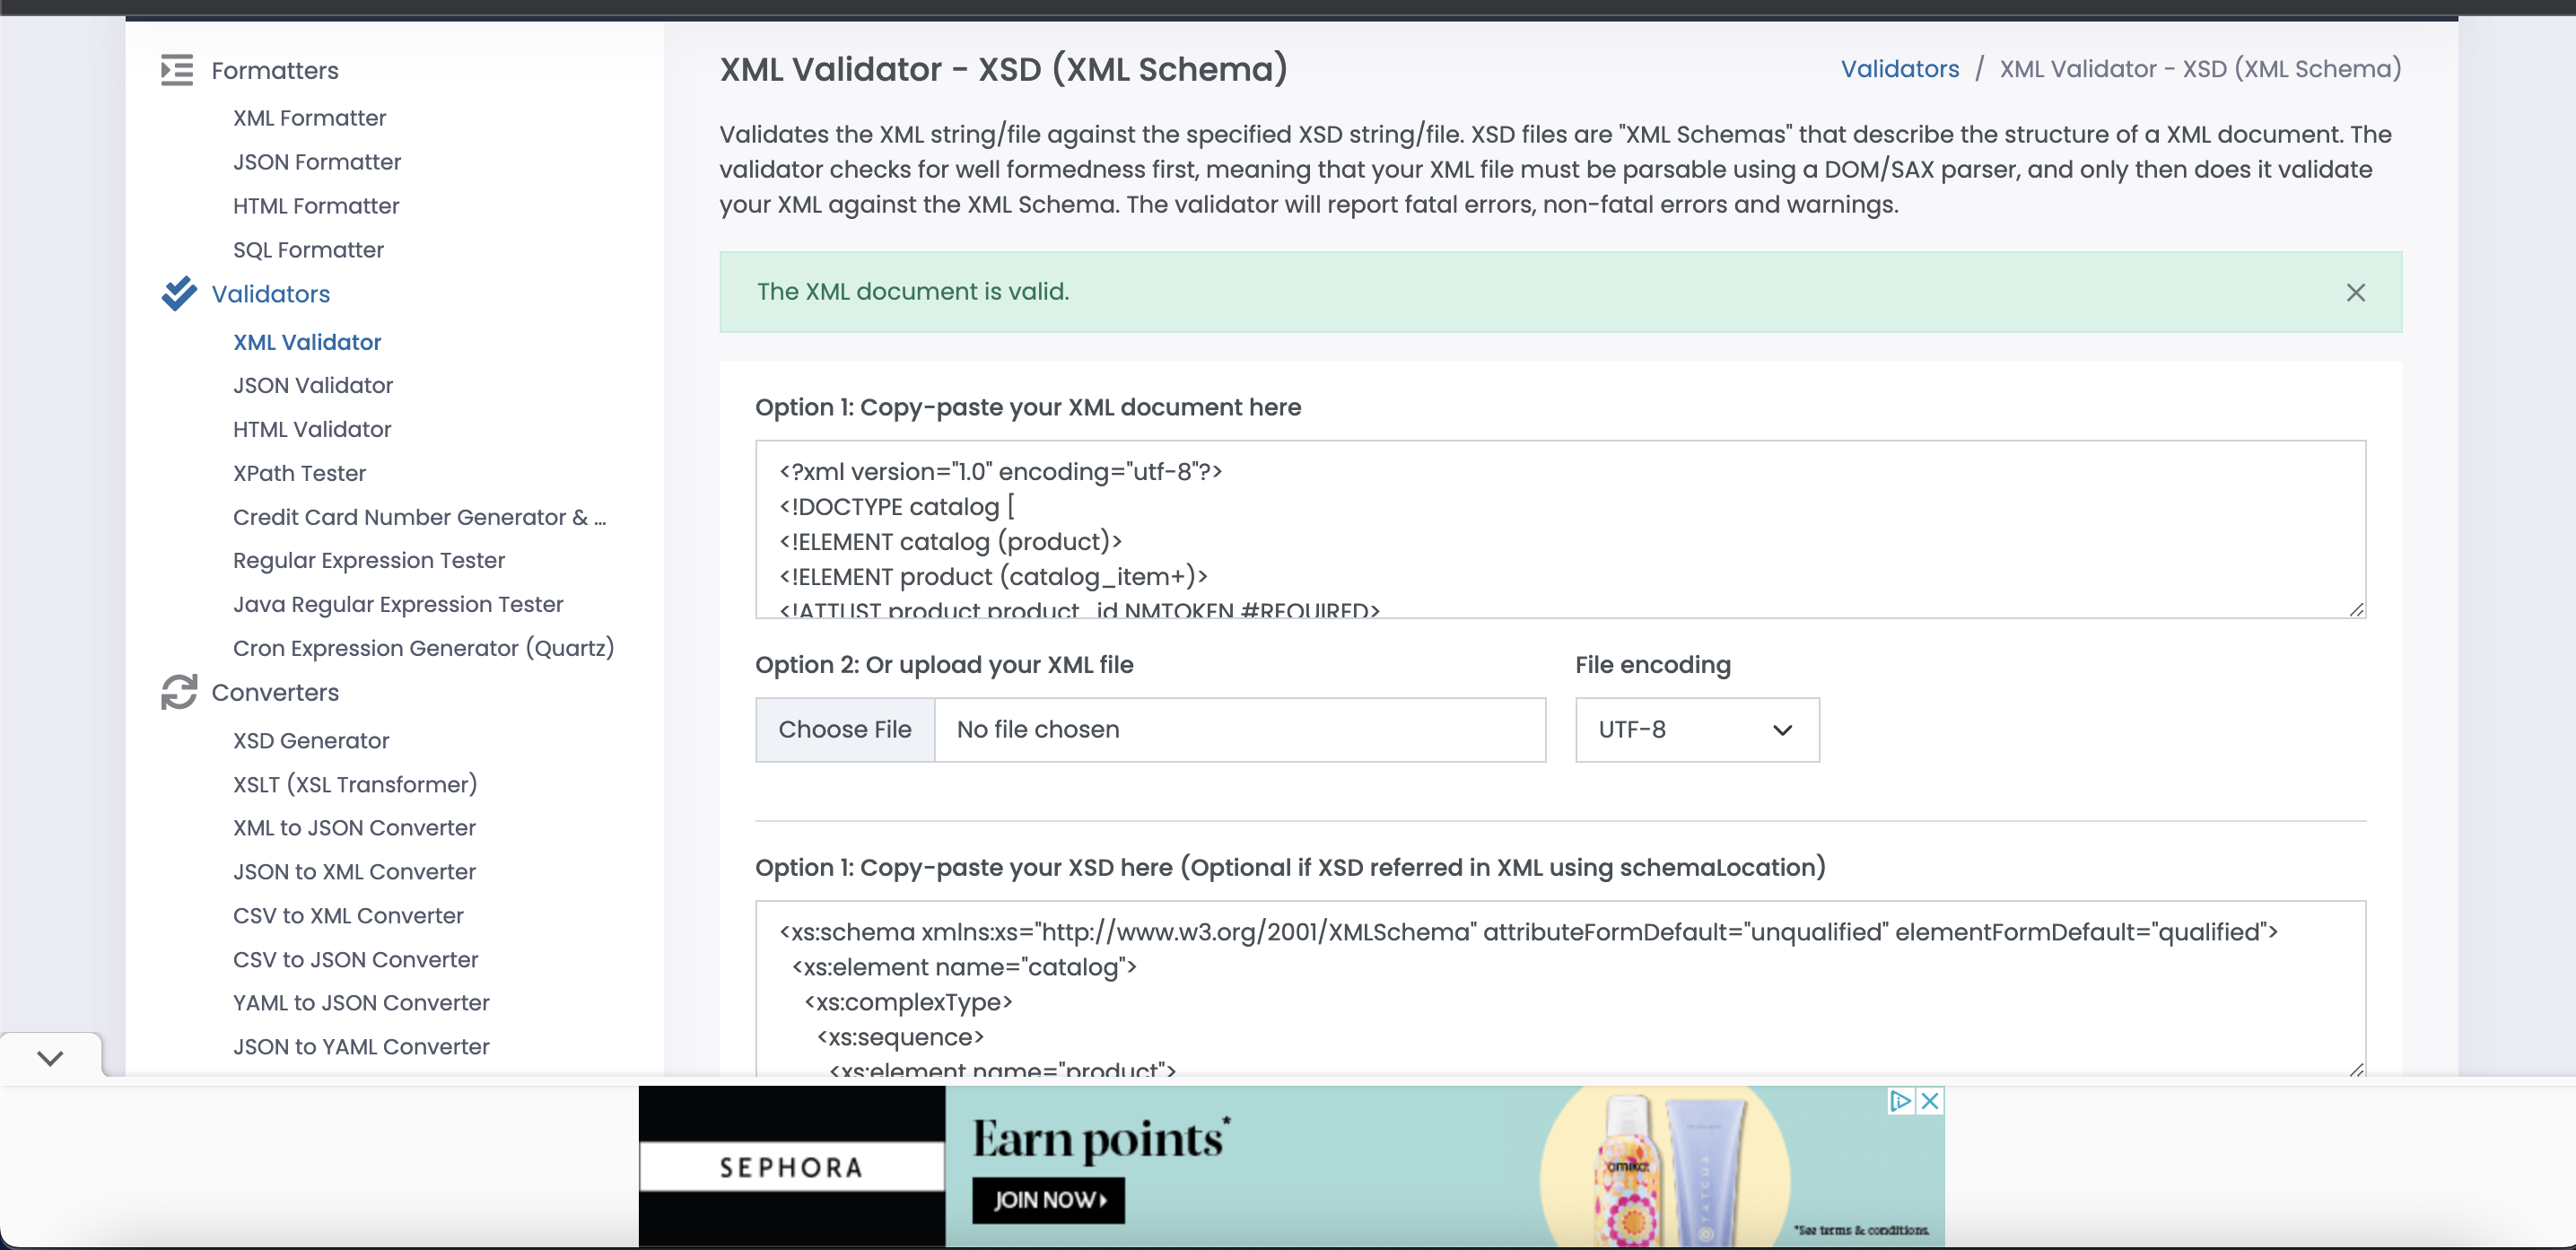 Formatters
XML Formatter
JSON Formatter
HTML Formatter
SQL Formatter
Validators
XML Validator
JSON Validator
HTML Validator
XPath Tester
Credit Card Number Generator & ...
Regular Expression Tester
Java Regular Expression Tester
Cron Expression Generator (Quartz)
Converters
XSD Generator
XSLT (XSL Transformer)
XML to JSON Converter
JSON to XML Converter
CSV to XML Converter
CSV to JSON Converter
YAML to JSON Converter
JSON to YAML Converter
XML Validator - XSD (XML Schema)
Validators / XML Validator - XSD (XML Schema)
Validates the XML string/file against the specified XSD string/file. XSD files are "XML Schemas" that describe the structure of a XML document. The
validator checks for well formedness first, meaning that your XML file must be parsable using a DOM/SAX parser, and only then does it validate
your XML against the XML Schema. The validator will report fatal errors, non-fatal errors and warnings.
The XML document is valid.
Option 1: Copy-paste your XML document here
<?xml version="1.0" encoding="utf-8"?>
<!DOCTYPE catalog [
<!ELEMENT catalog (product)>
<!ELEMENT product (catalog_item+)>
<!ATTLIST product product_id NMTOKEN #REQUIRED>
Option 2: Or upload your XML file
File encoding
Choose File No file chosen
UTF-8
Option 1: Copy-paste your XSD here (Optional if XSD referred in XML using schemaLocation)
<xs:schema xmlns:xs="http://www.w3.org/2001/XMLSchema" attributeFormDefault="unqualified" elementFormDefault="qualified">
<xs:element name="catalog">
<xs:complexType>
<xs:sequence>
<xs:element name="product">
SEPHORA
Earn points*
JOIN NOW
amika:
TATCHA
*See terms & conditions.